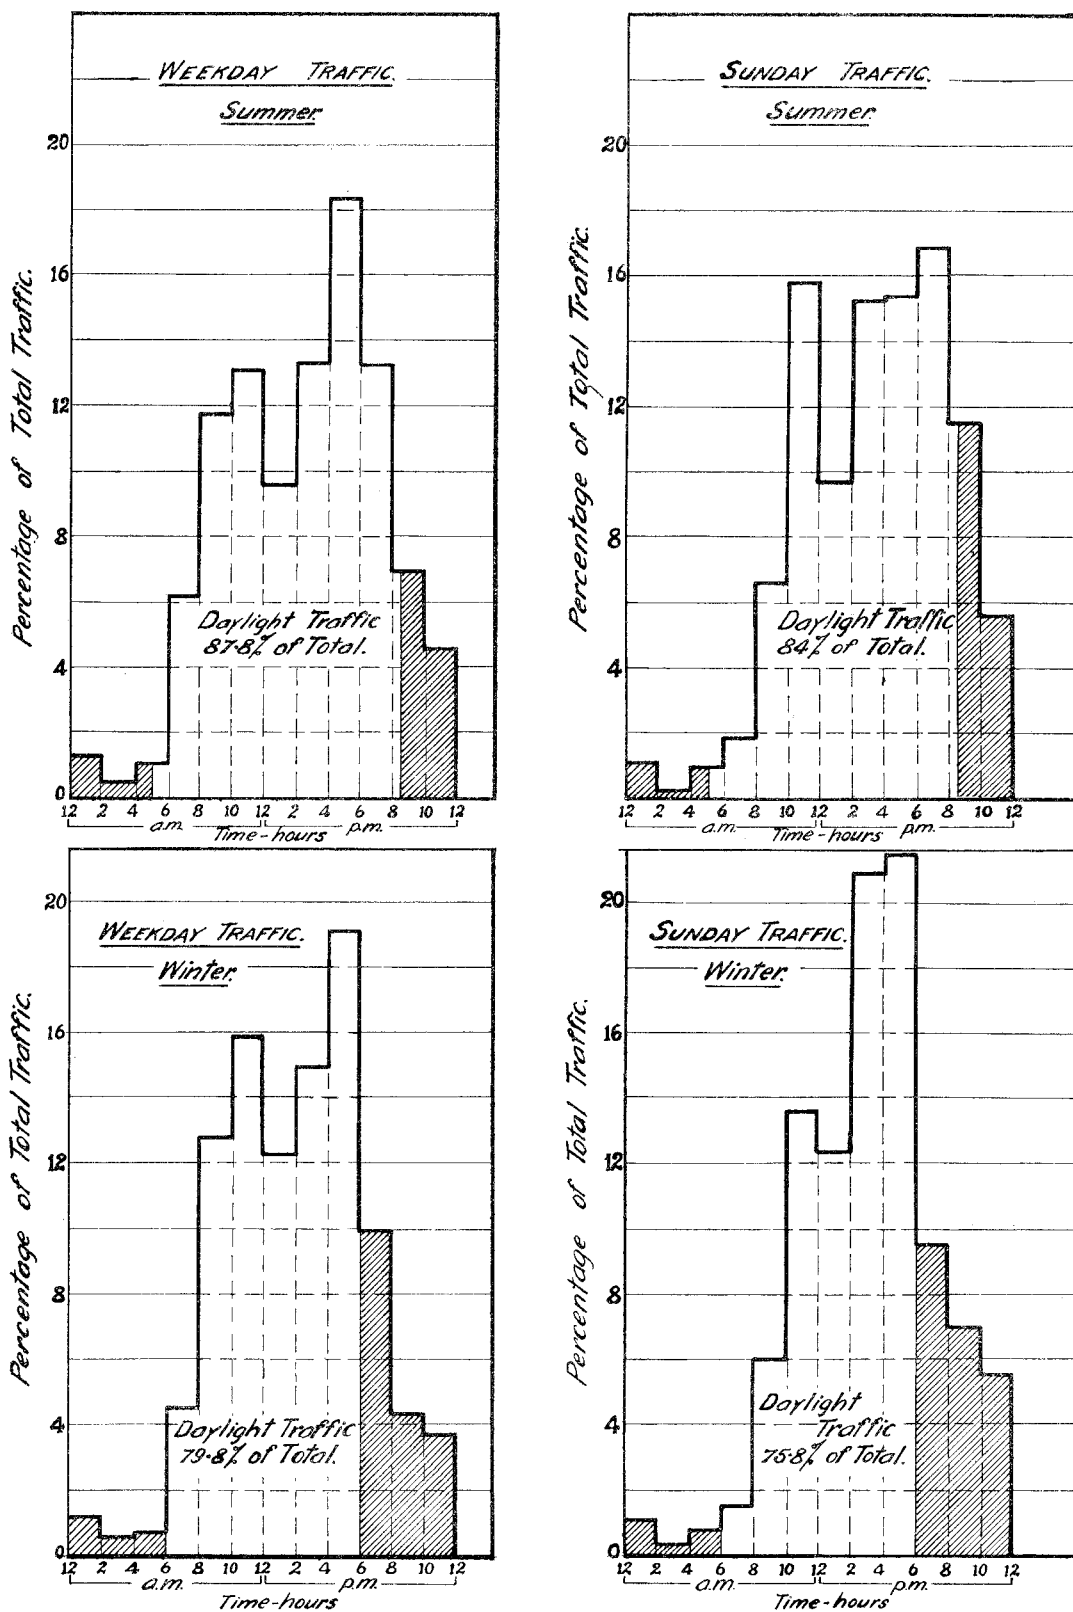 WEEKDAY TRAFFIC.
Summer.
Percentage of Total Traffic.
20
16
12
8
4
0
Daylight Traffic
87·8% of Total.
12 2 4 6 8 10 12 2 4 6 8 10 12
a.m. p.m.
Time-hours
SUNDAY TRAFFIC.
Summer.
Percentage of Total Traffic.
20
16
12
8
4
0
Daylight Traffic
84% of Total.
12 2 4 6 8 10 12 2 4 6 8 10 12
a.m. p.m.
Time-hours
WEEKDAY TRAFFIC.
Winter.
Percentage of Total Traffic.
20
16
12
8
4
0
Daylight Traffic
79·8% of Total.
12 2 4 6 8 10 12 2 4 6 8 10 12
a.m. p.m.
Time-hours
SUNDAY TRAFFIC.
Winter.
Percentage of Total Traffic.
20
16
12
8
4
0
Daylight
Traffic
75·8% of Total.
12 2 4 6 8 10 12 2 4 6 8 10 12
a.m. p.m.
Time-hours